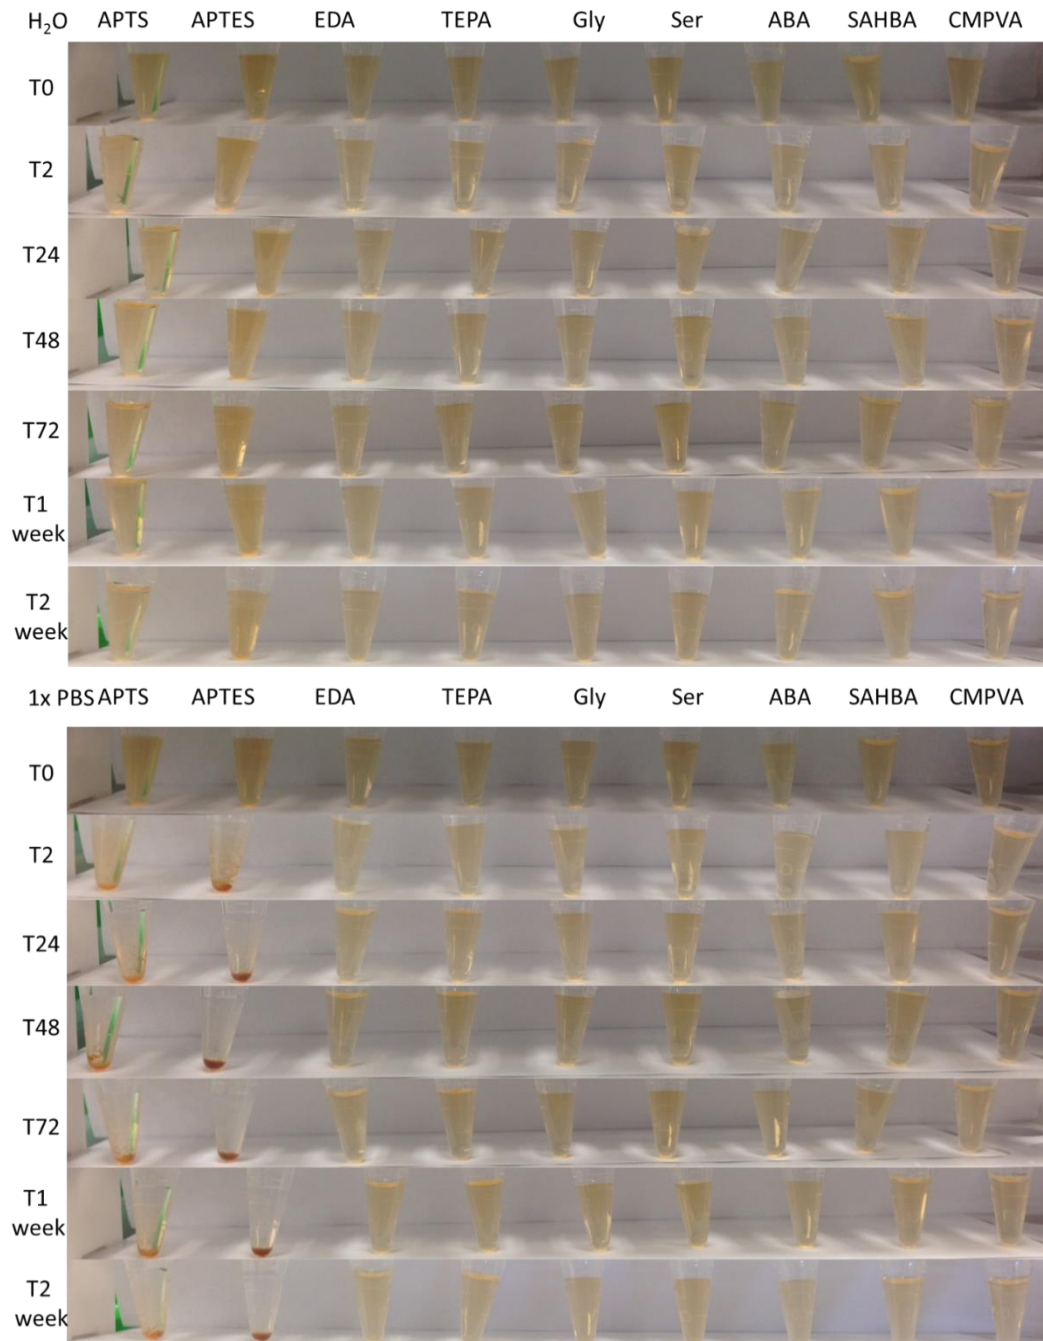 H₂O APTS APTES EDA TEPA Gly Ser ABA SAHBA CMPVA
T0
T2
T24
T48
T72
T1
week
T2
week
1x PBS APTS APTES EDA TEPA Gly Ser ABA SAHBA CMPVA
T0
T2
T24
T48
T72
T1
week
T2
week